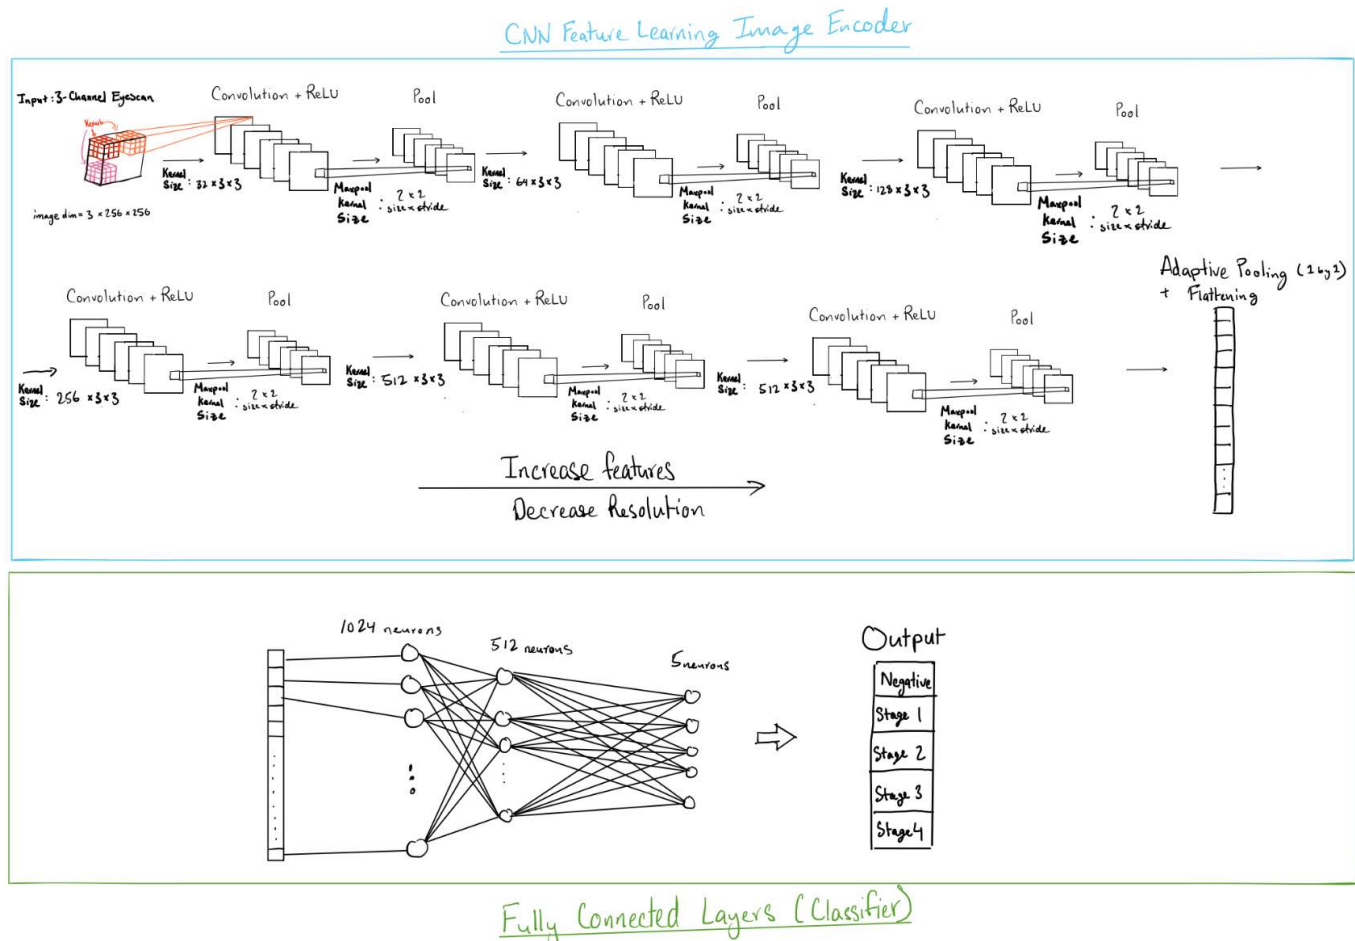 CNN Feature Learning Image Encoder
Input: 3-Channel Eyescan
Kernels
image dim = 3 × 256 × 256
Convolution + ReLU
Pool
Kernel Size : 32 × 3 × 3
Maxpool Kernel Size : 2 × 2 size × stride
Convolution + ReLU
Pool
Kernel Size : 64 × 3 × 3
Maxpool Kernel Size : 2 × 2 size × stride
Convolution + ReLU
Pool
Kernel Size : 128 × 3 × 3
Maxpool Kernel Size : 2 × 2 size × stride
Convolution + ReLU
Pool
Kernel Size : 256 × 3 × 3
Maxpool Kernel Size : 2 × 2 size × stride
Convolution + ReLU
Pool
Kernel Size : 512 × 3 × 3
Maxpool Kernel Size : 2 × 2 size × stride
Convolution + ReLU
Pool
Kernel Size : 512 × 3 × 3
Maxpool Kernel Size : 2 × 2 size × stride
Adaptive Pooling (1 by 1)
+ Flattening
Increase features
Decrease Resolution
1024 neurons
512 neurons
5 neurons
Output
Negative
Stage 1
Stage 2
Stage 3
Stage 4
Fully Connected Layers (Classifier)